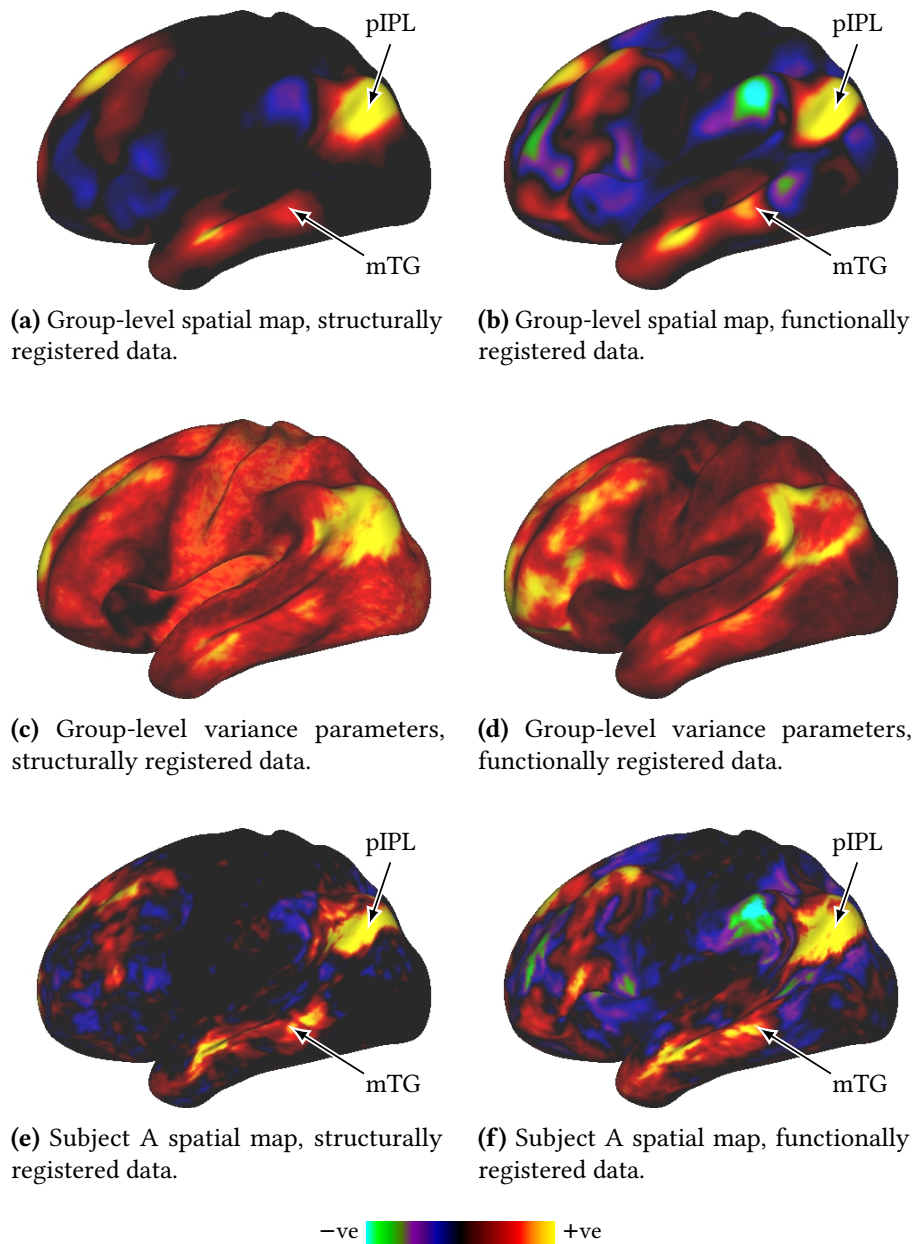 pIPL
mTG
(a) Group-level spatial map, structurally
registered data.
pIPL
mTG
(b) Group-level spatial map, functionally
registered data.
(c) Group-level variance parameters,
structurally registered data.
(d) Group-level variance parameters,
functionally registered data.
pIPL
mTG
(e) Subject A spatial map, structurally
registered data.
pIPL
mTG
(f) Subject A spatial map, functionally
registered data.
−ve +ve